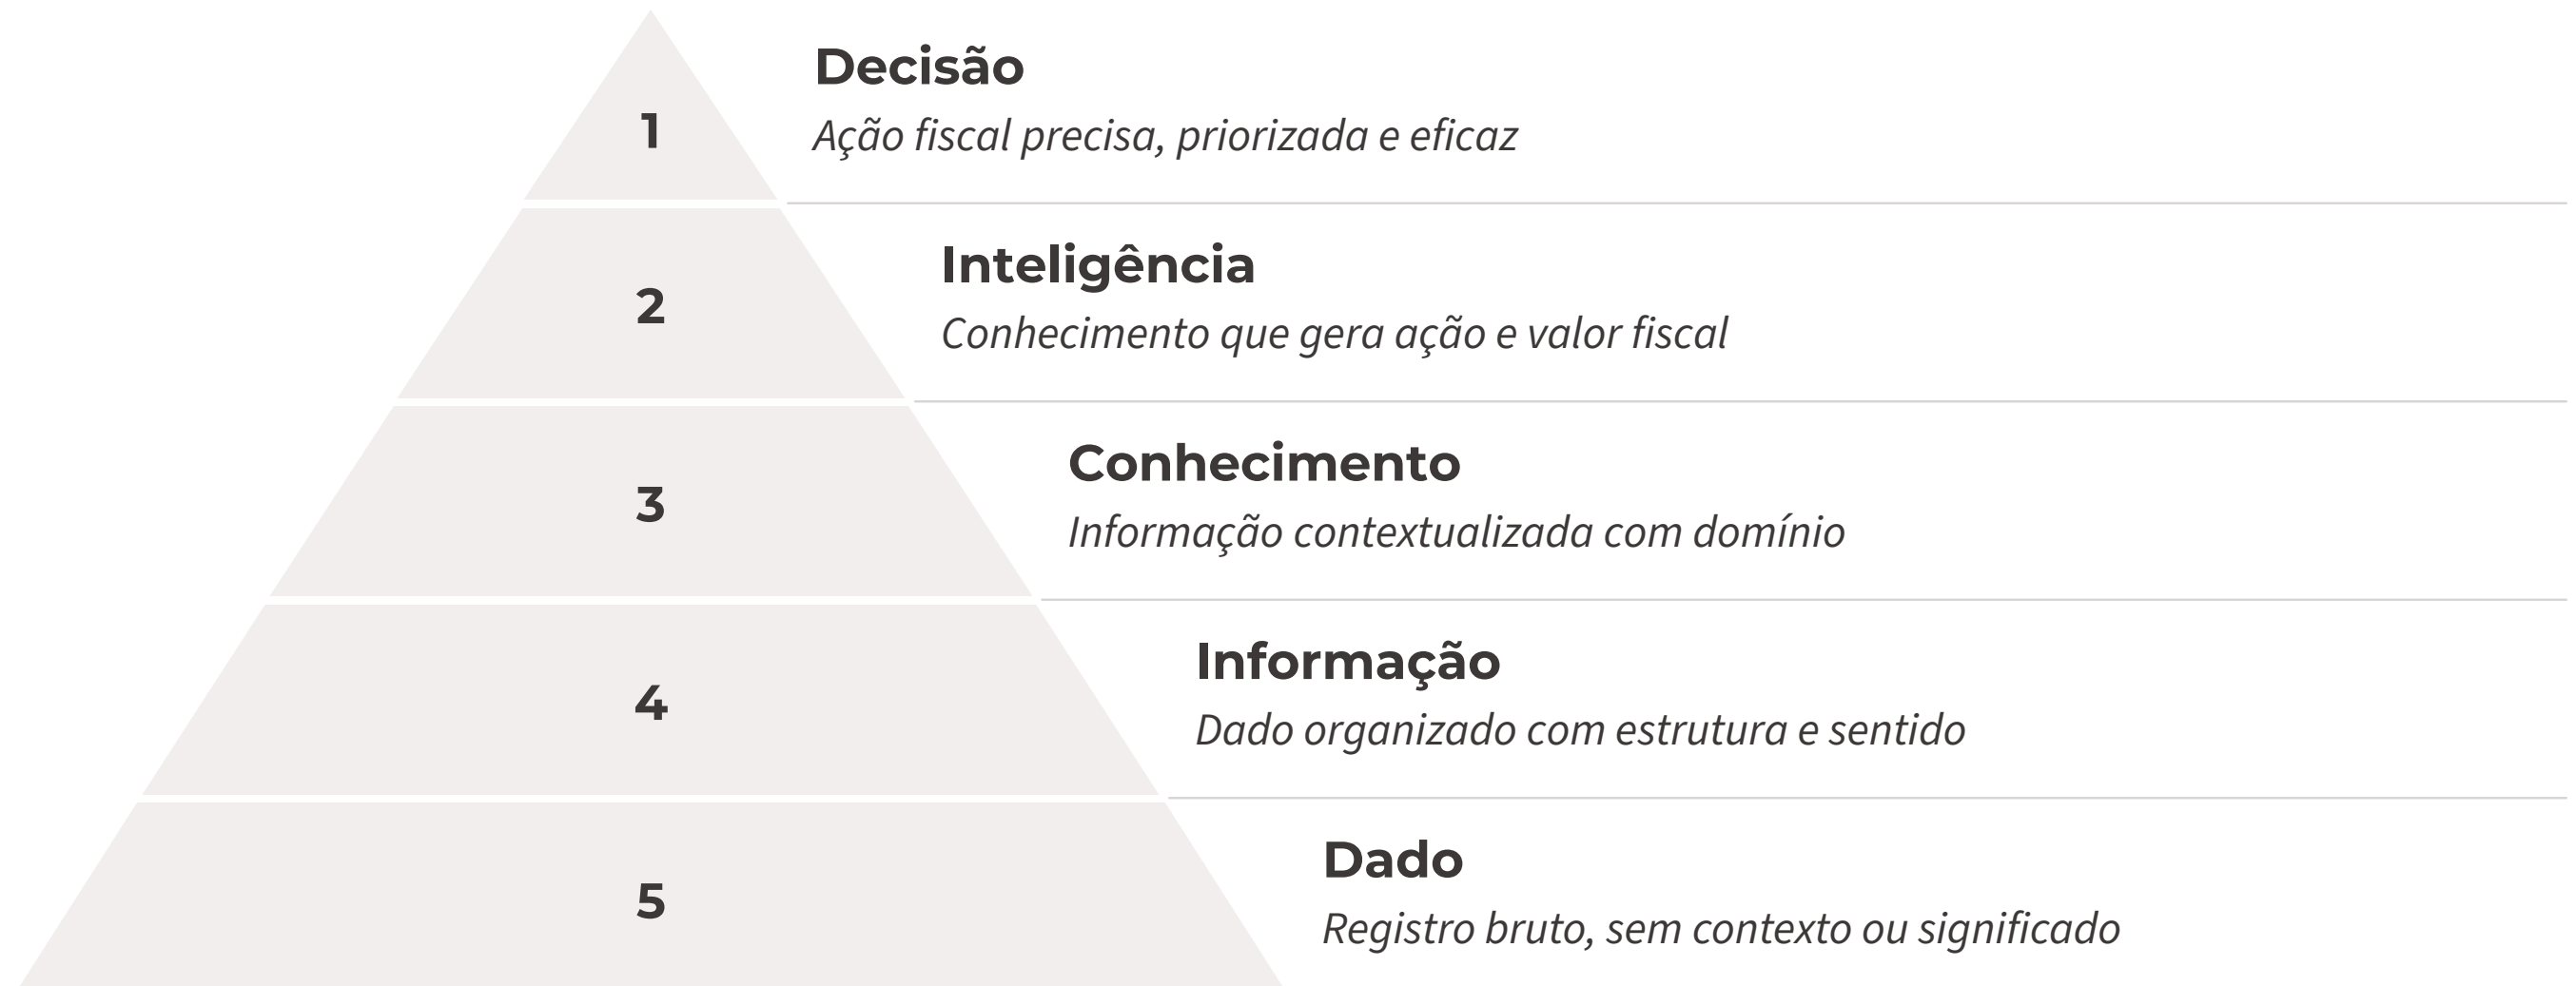 1
Decisão
Ação fiscal precisa, priorizada e eficaz
2
Inteligência
Conhecimento que gera ação e valor fiscal
3
Conhecimento
Informação contextualizada com domínio
4
Informação
Dado organizado com estrutura e sentido
5
Dado
Registro bruto, sem contexto ou significado